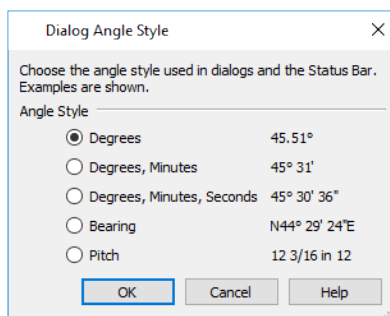 Dialog Angle Style
Choose the angle style used in dialogs and the Status Bar.
Examples are shown.
Angle Style
Degrees 45.51°
Degrees, Minutes 45° 31'
Degrees, Minutes, Seconds 45° 30' 36"
Bearing N44° 29' 24"E
Pitch 12 3/16 in 12
OK Cancel Help